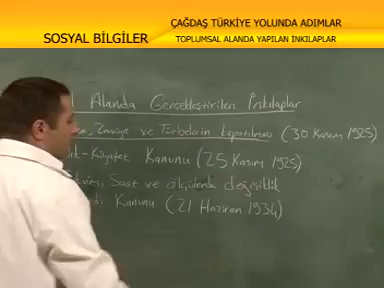 ÇAĞDAŞ TÜRKİYE YOLUNDA ADIMLAR
SOSYAL BİLGİLER
TOPLUMSAL ALANDA YAPILAN İNKILAPLAR
Alanda Gerçekleştirilen İnkılaplar
Zaviye ve Türbelerin kapatılması (30 Kasım 1925)
Kıyafet Kanunu (25 Kasım 1925)
Saat ve ölçülerde değişiklik
Kanunu (21 Haziran 1934)